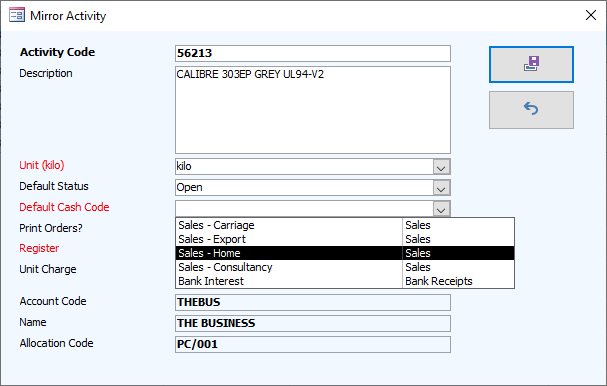 Mirror Activity
Activity Code 56213
Description CALIBRE 303EP GREY UL94-V2
Unit (kilo) kilo
Default Status Open
Default Cash Code
Print Orders? Sales - Carriage Sales
Sales - Export Sales
Register Sales - Home Sales
Unit Charge Sales - Consultancy Sales
Bank Interest Bank Receipts
Account Code THEBUS
Name THE BUSINESS
Allocation Code PC/001